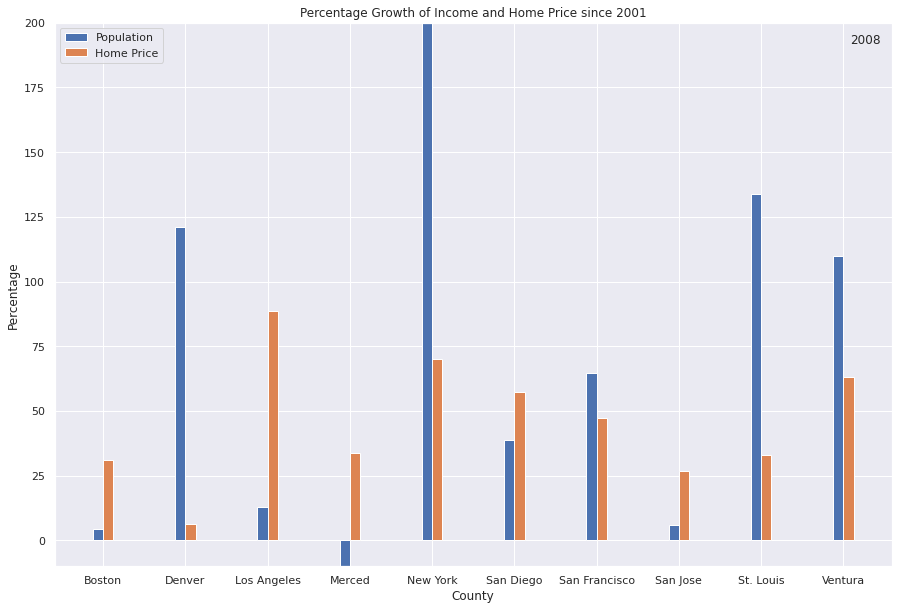 Percentage Growth of Income and Home Price since 2001
200
Population
Home Price
2008
175
150
125
100
75
50
25
0
Percentage
Boston Denver Los Angeles Merced New York San Diego San Francisco San Jose St. Louis Ventura
County